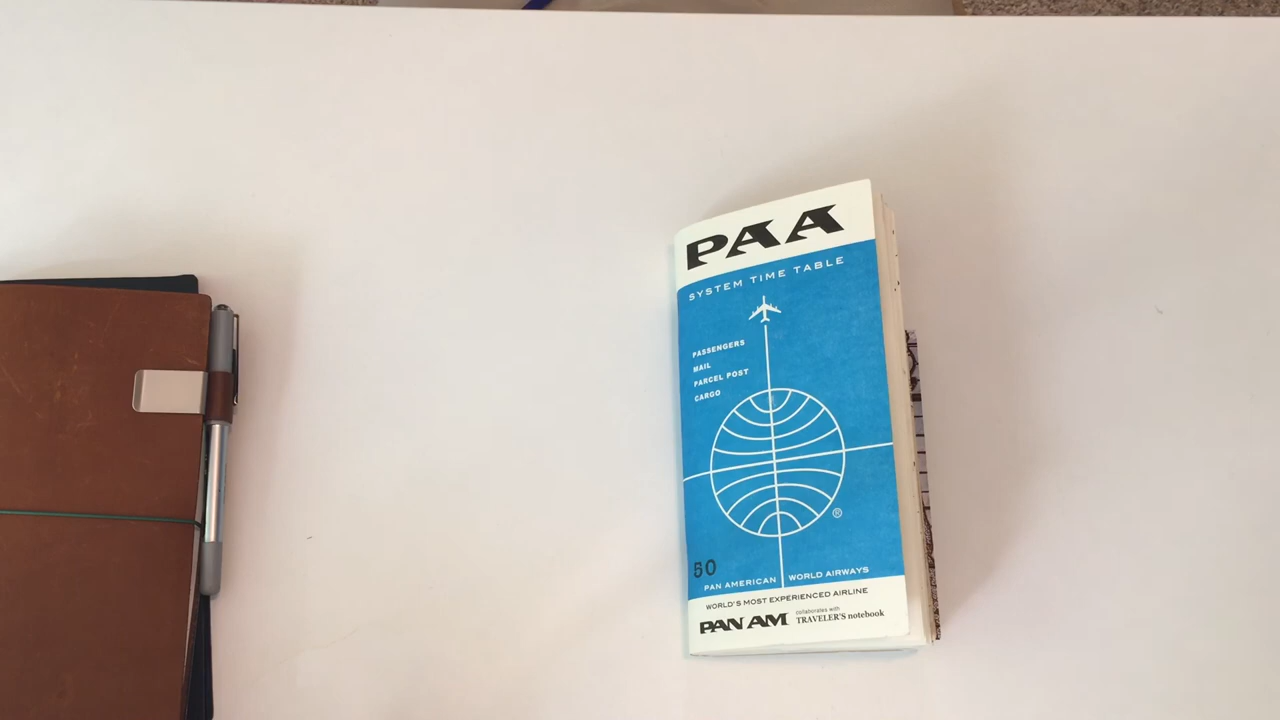 PAA
SYSTEM TIME TABLE
PASSENGERS
MAIL
PARCEL POST
CARGO
®
50
PAN AMERICAN WORLD AIRWAYS
WORLD'S MOST EXPERIENCED AIRLINE
PAN AM collaborates with
TRAVELER'S notebook